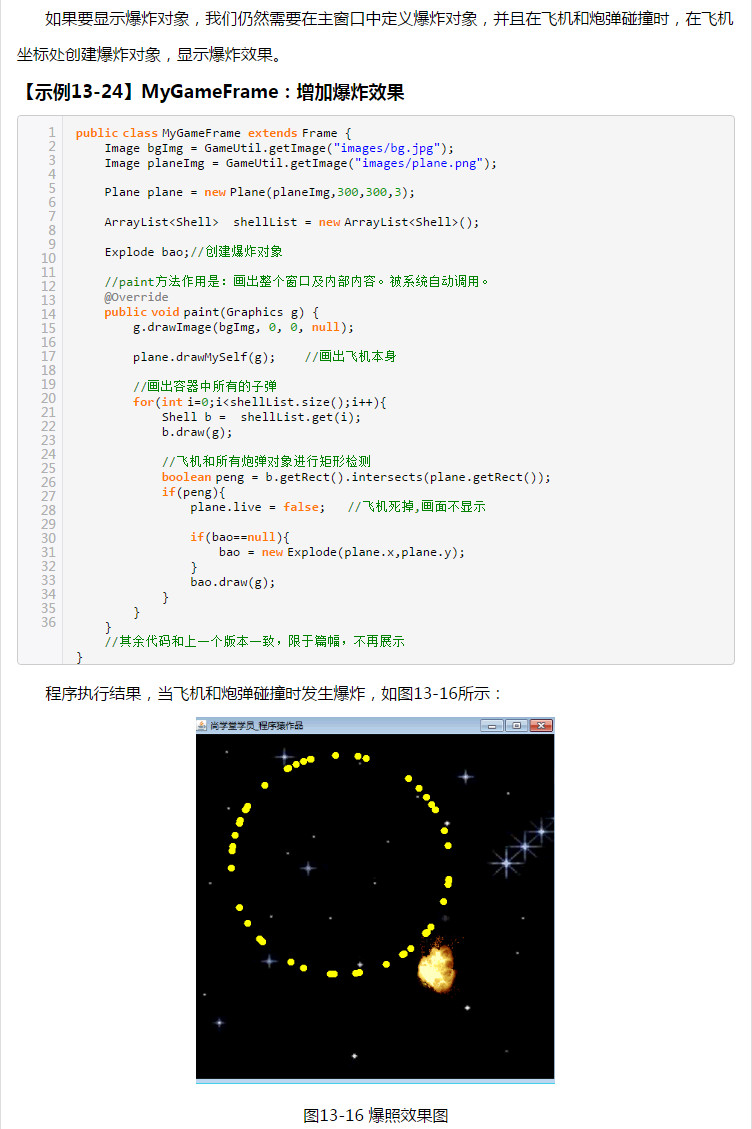 如果要显示爆炸对象，我们仍然需要在主窗口中定义爆炸对象，并且在飞机和炮弹碰撞时，在飞机
坐标处创建爆炸对象，显示爆炸效果。
【示例13-24】MyGameFrame：增加爆炸效果
1
2
3
4
5
6
7
8
9
10
11
12
13
14
15
16
17
18
19
20
21
22
23
24
25
26
27
28
29
30
31
32
33
34
35
36
public class MyGameFrame extends Frame {
Image bgImg = GameUtil.getImage("images/bg.jpg");
Image planeImg = GameUtil.getImage("images/plane.png");
Plane plane = new Plane(planeImg,300,300,3);
ArrayList<Shell>  shellList = new ArrayList<Shell>();
Explode bao;//创建爆炸对象
//paint方法作用是：画出整个窗口及内部内容。被系统自动调用。
@Override
public void paint(Graphics g) {
g.drawImage(bgImg, 0, 0, null);
plane.drawMySelf(g);    //画出飞机本身
//画出容器中所有的子弹
for(int i=0;i<shellList.size();i++){
Shell b =  shellList.get(i);
b.draw(g);
//飞机和所有炮弹对象进行矩形检测
boolean peng = b.getRect().intersects(plane.getRect());
if(peng){
plane.live = false;   //飞机死掉,画面不显示
if(bao==null){
bao = new Explode(plane.x,plane.y);
}
bao.draw(g);
}
}
}
//其余代码和上一个版本一致，限于篇幅，不再展示
}
程序执行结果，当飞机和炮弹碰撞时发生爆炸，如图13-16所示：
尚学堂学员_程序猿作品
图13-16 爆照效果图